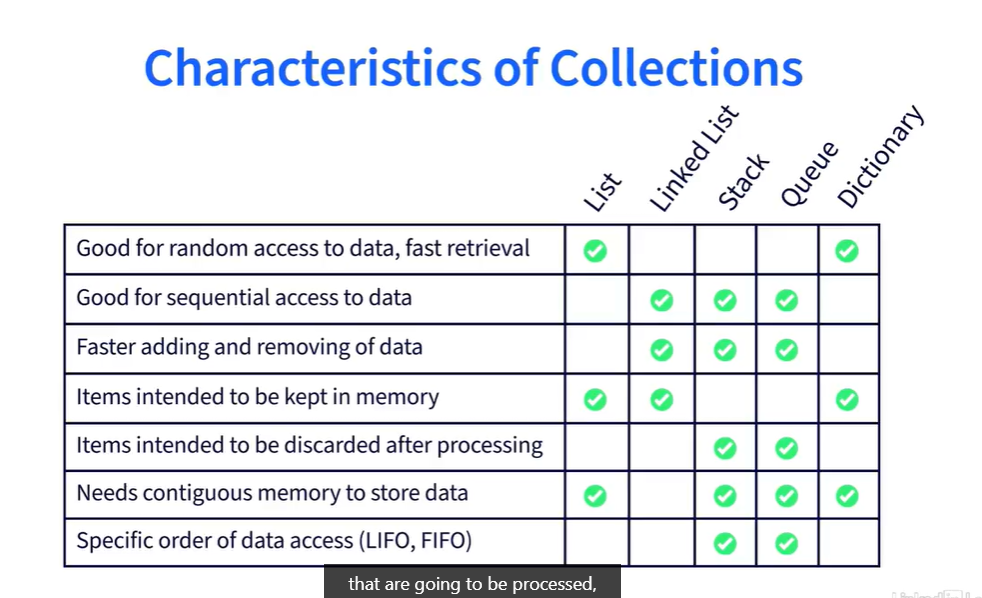 Characteristics of Collections
List
Linked List
Stack
Queue
Dictionary
Good for random access to data, fast retrieval
Good for sequential access to data
Faster adding and removing of data
Items intended to be kept in memory
Items intended to be discarded after processing
Needs contiguous memory to store data
Specific order of data access (LIFO, FIFO)
that are going to be processed,